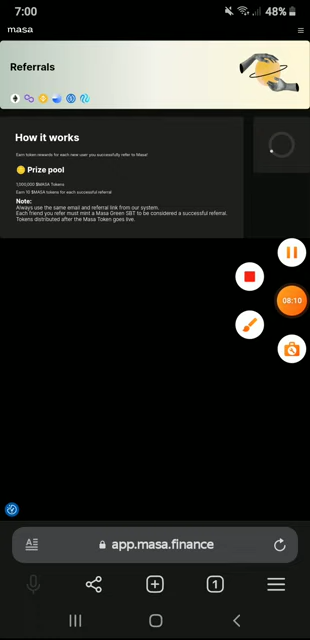 7:00
48%
masa
Referrals
How it works
Earn token rewards for each new user you successfully refer to Masa!
Prize pool
1,000,000 $MASA Tokens
Earn 10 $MASA tokens for each successful referral
Note:
Always use the same email and referral link from our system.
Each friend you refer must mint a Masa Green SBT to be considered a successful referral.
Tokens distributed after the Masa Token goes live.
08:10
A
app.masa.finance
1